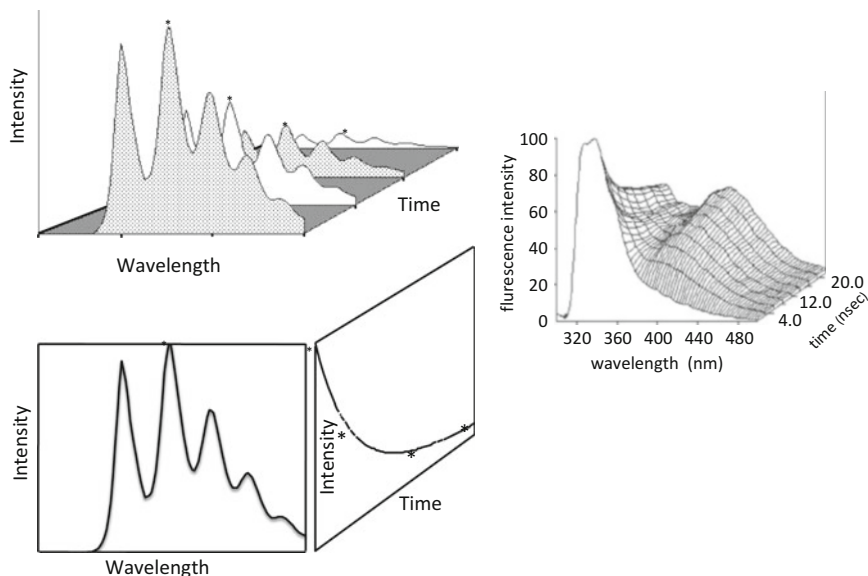 Intensity
*
*
*
*
Time
Wavelength
Intensity
*
Wavelength
*
Intensity
*
*
*
Time
flurescence intensity
100
80
60
40
20
0
320
360
400
440
480
wavelength (nm)
4.0
12.0
20.0
time (nsec)